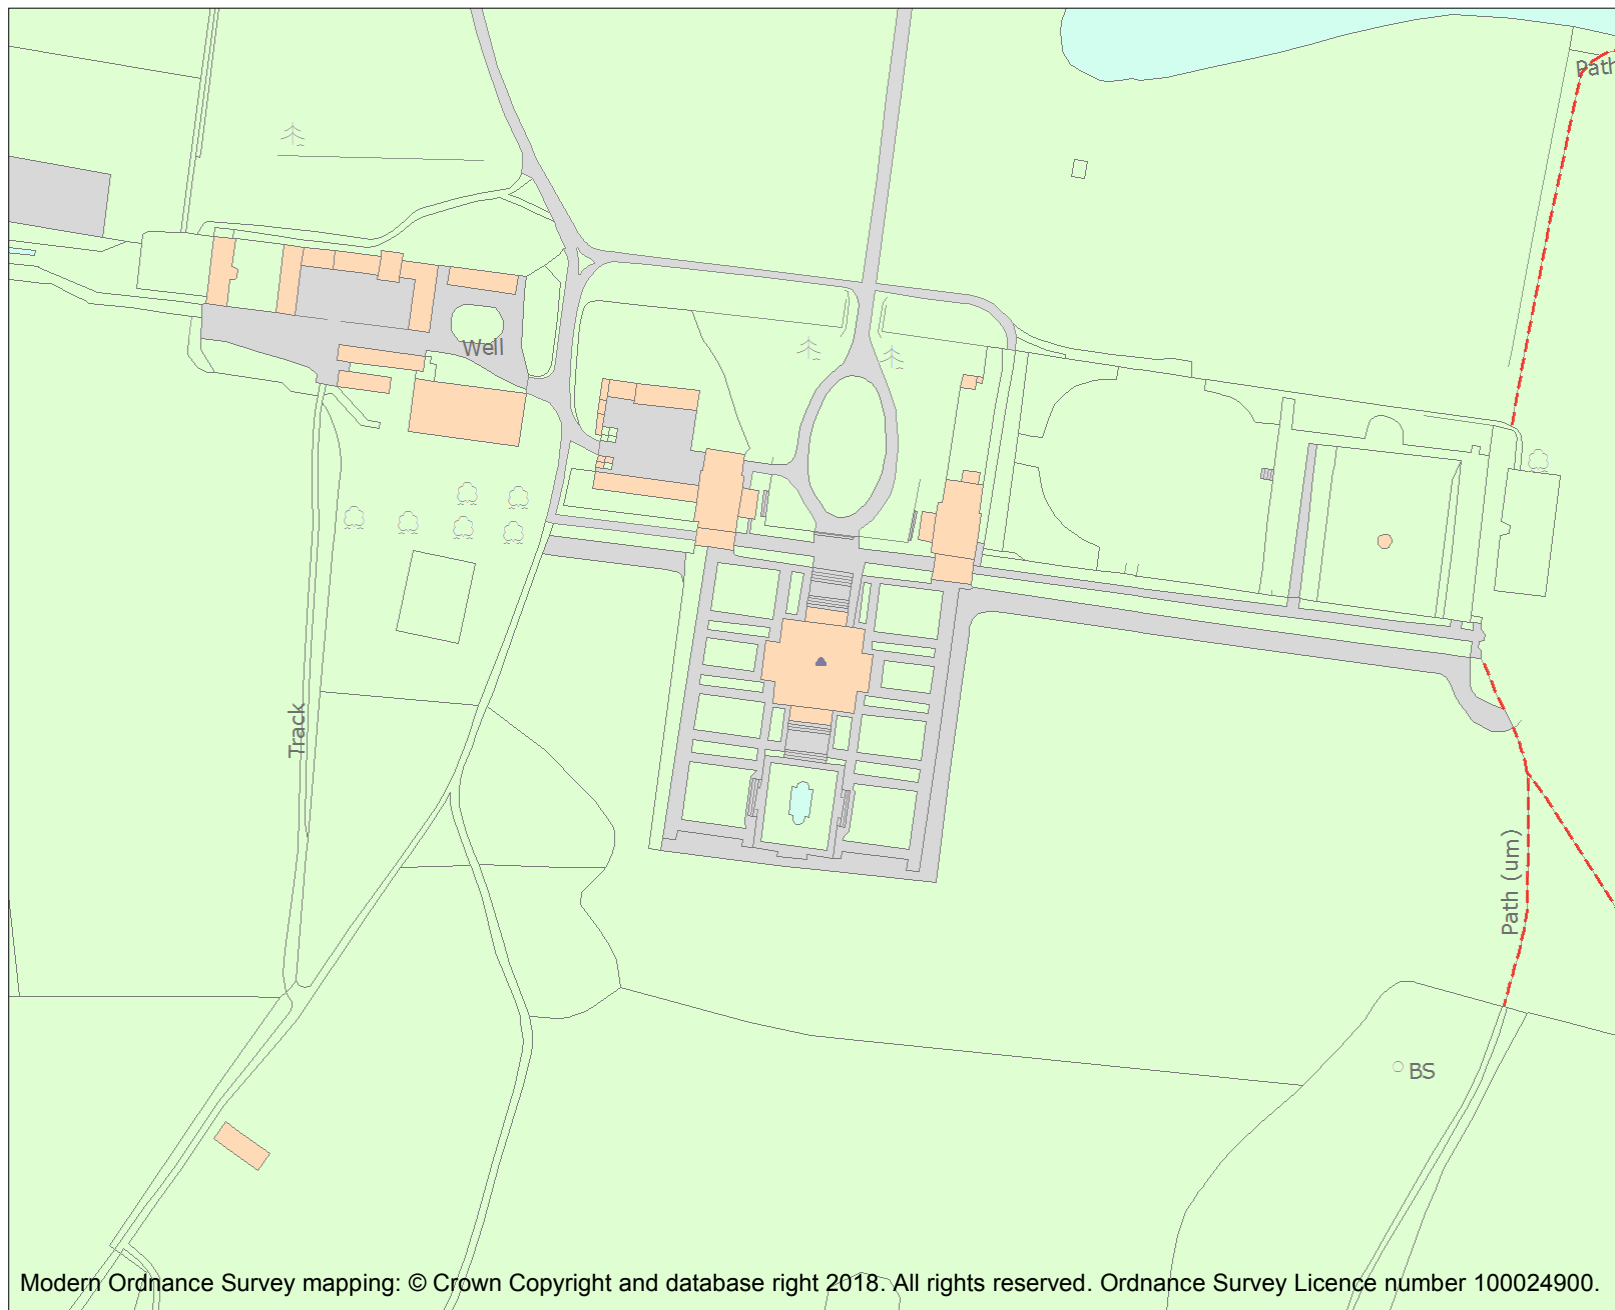 Path
Well
Track
Path (um)
BS
Modern Ordnance Survey mapping: © Crown Copyright and database right 2018. All rights reserved. Ordnance Survey Licence number 100024900.